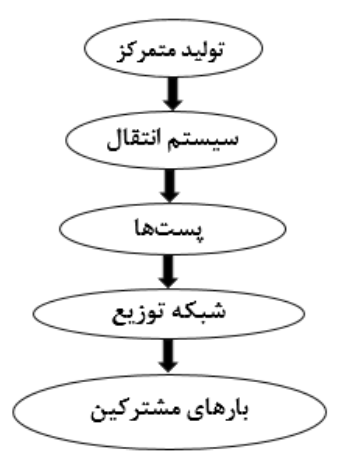 تولید متمرکز
سیستم انتقال
پست‌ها
شبکه توزیع
بارهای مشترکین